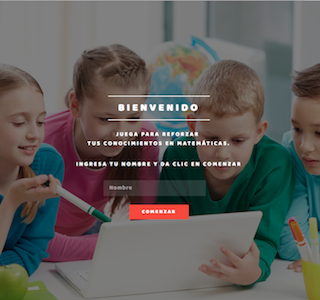 BIENVENIDO
JUEGA PARA REFORZAR
TUS CONOCIMIENTOS EN MATEMÁTICAS.
INGRESA TU NOMBRE Y DA CLIC EN COMENZAR
Nombre
COMENZAR